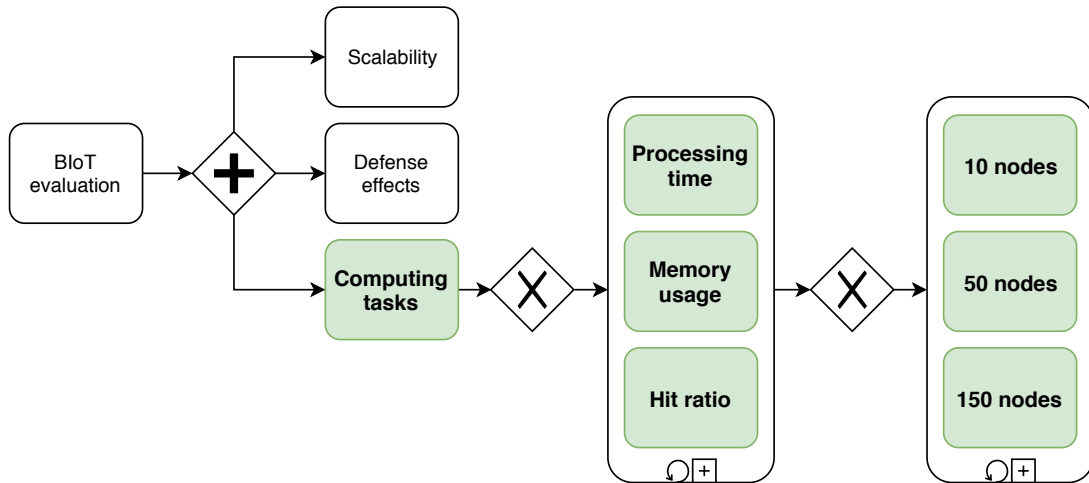 Scalability
BIoT
evaluation
Defense
effects
Computing
tasks
Processing
time
Memory
usage
Hit ratio
10 nodes
50 nodes
150 nodes